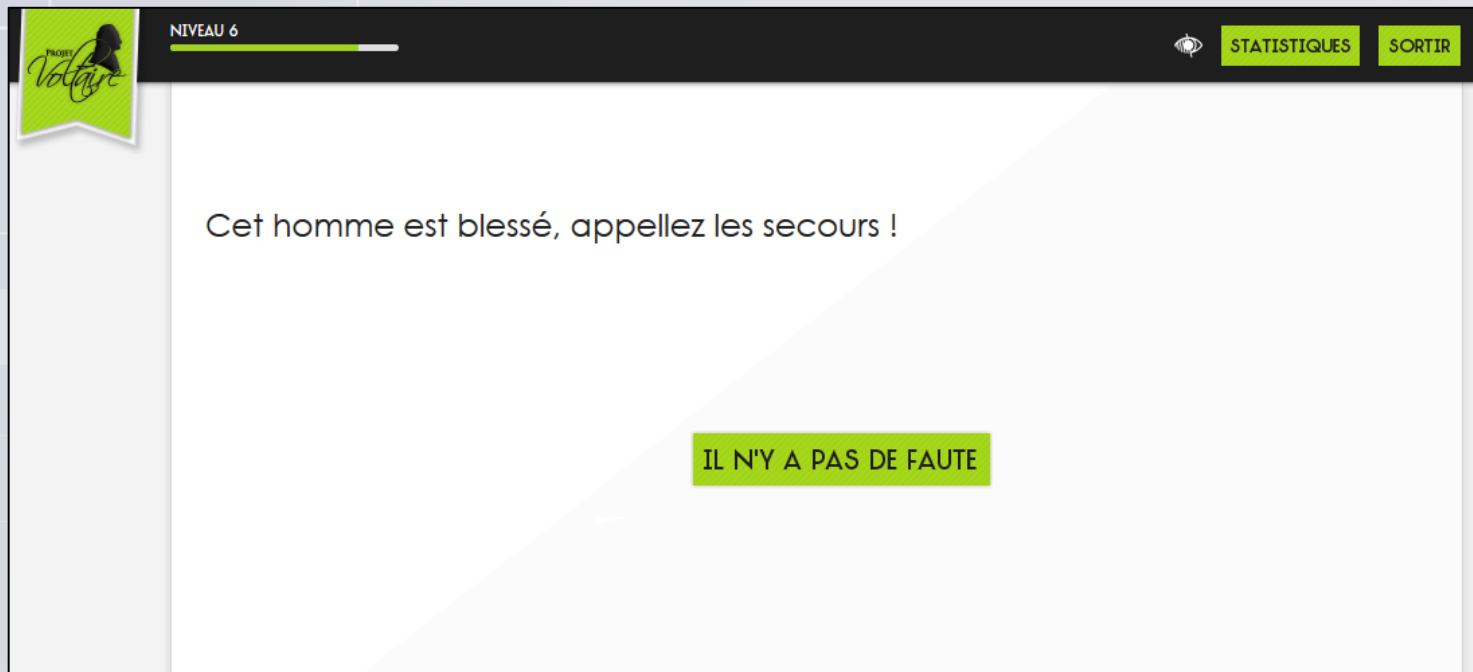 PROJET
Voltaire
NIVEAU 6
STATISTIQUES
SORTIR
Cet homme est blessé, appellez les secours !
IL N'Y A PAS DE FAUTE